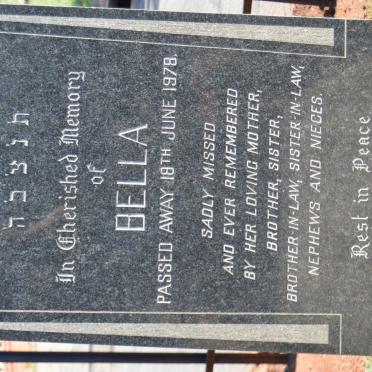 ת נ צ ב ה
In Cherished Memory
of
BELLA
PASSED AWAY 18TH JUNE 1978.
SADLY MISSED
AND EVER REMEMBERED
BY HER LOVING MOTHER,
BROTHER, SISTER,
BROTHER-IN-LAW, SISTER-IN-LAW,
NEPHEWS AND NIECES.
Rest in Peace